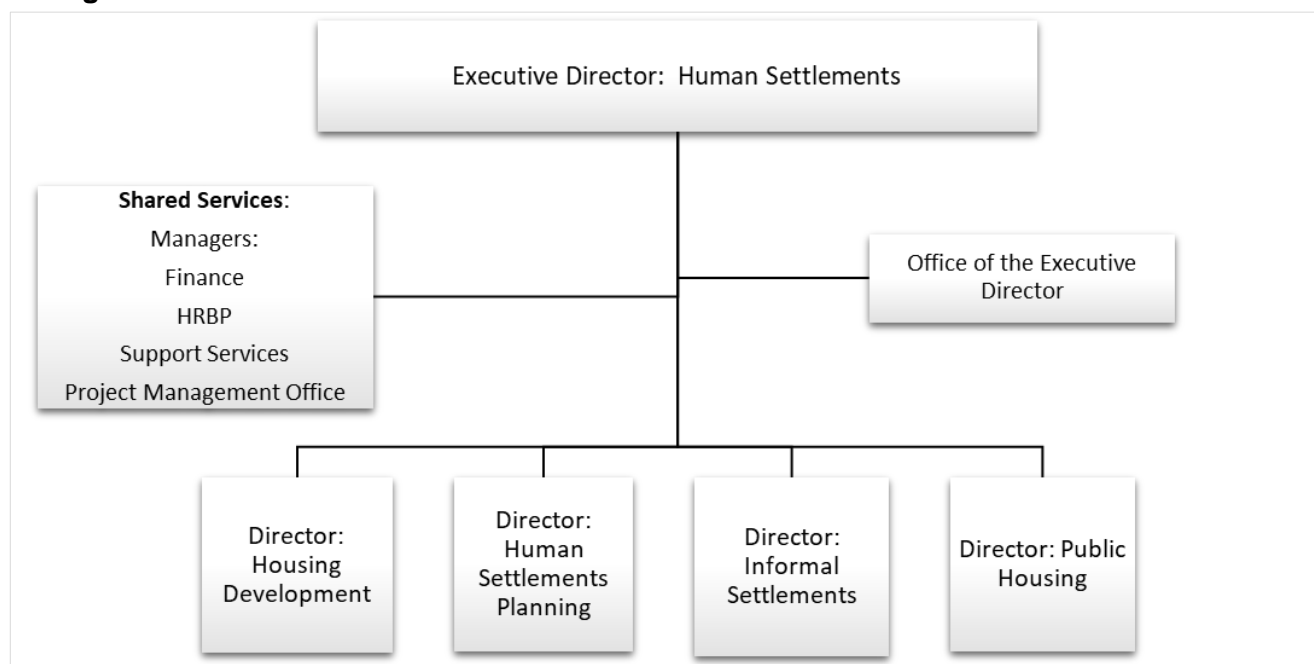 Executive Director:  Human Settlements
Shared Services:
Managers:
Finance
HRBP
Support Services
Project Management Office
Office of the Executive
Director
Director:
Housing
Development
Director:
Human
Settlements
Planning
Director:
Informal
Settlements
Director: Public
Housing